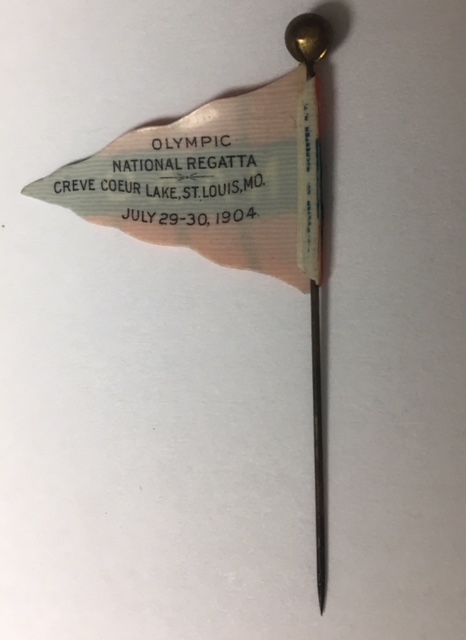 OLYMPIC
NATIONAL REGATTA
CREVE COEUR LAKE, ST. LOUIS, MO.
JULY 29-30, 1904.